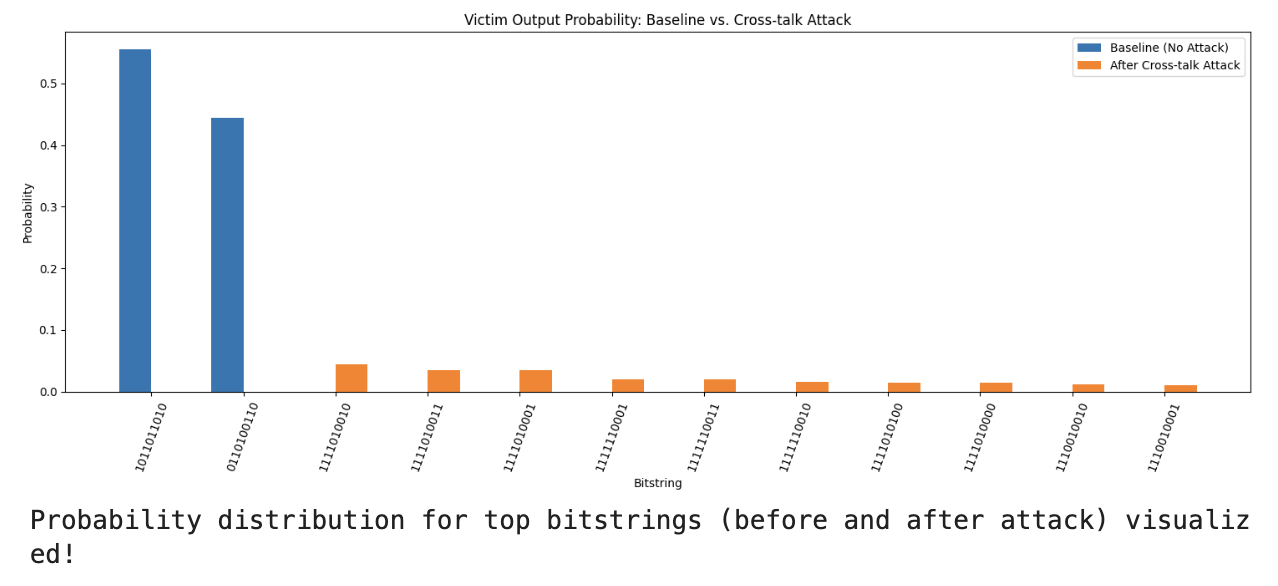 Victim Output Probability: Baseline vs. Cross-talk Attack
Baseline (No Attack)
After Cross-talk Attack
Probability
0.5
0.4
0.3
0.2
0.1
0.0
1011011010
0110100110
1111010010
1111010011
1111010001
1111110001
1111110011
1111110010
1111010100
1111010000
1110010010
1110010001
Bitstring
Probability distribution for top bitstrings (before and after attack) visualiz
ed!